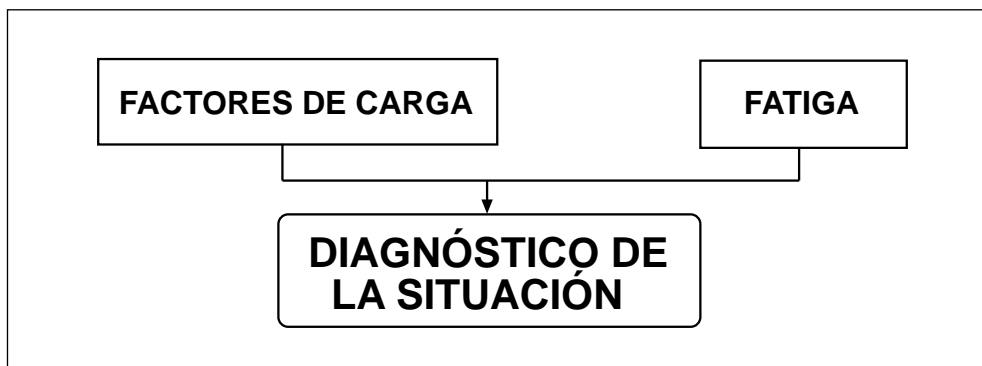 FACTORES DE CARGA
FATIGA
DIAGNÓSTICO DE
LA SITUACIÓN